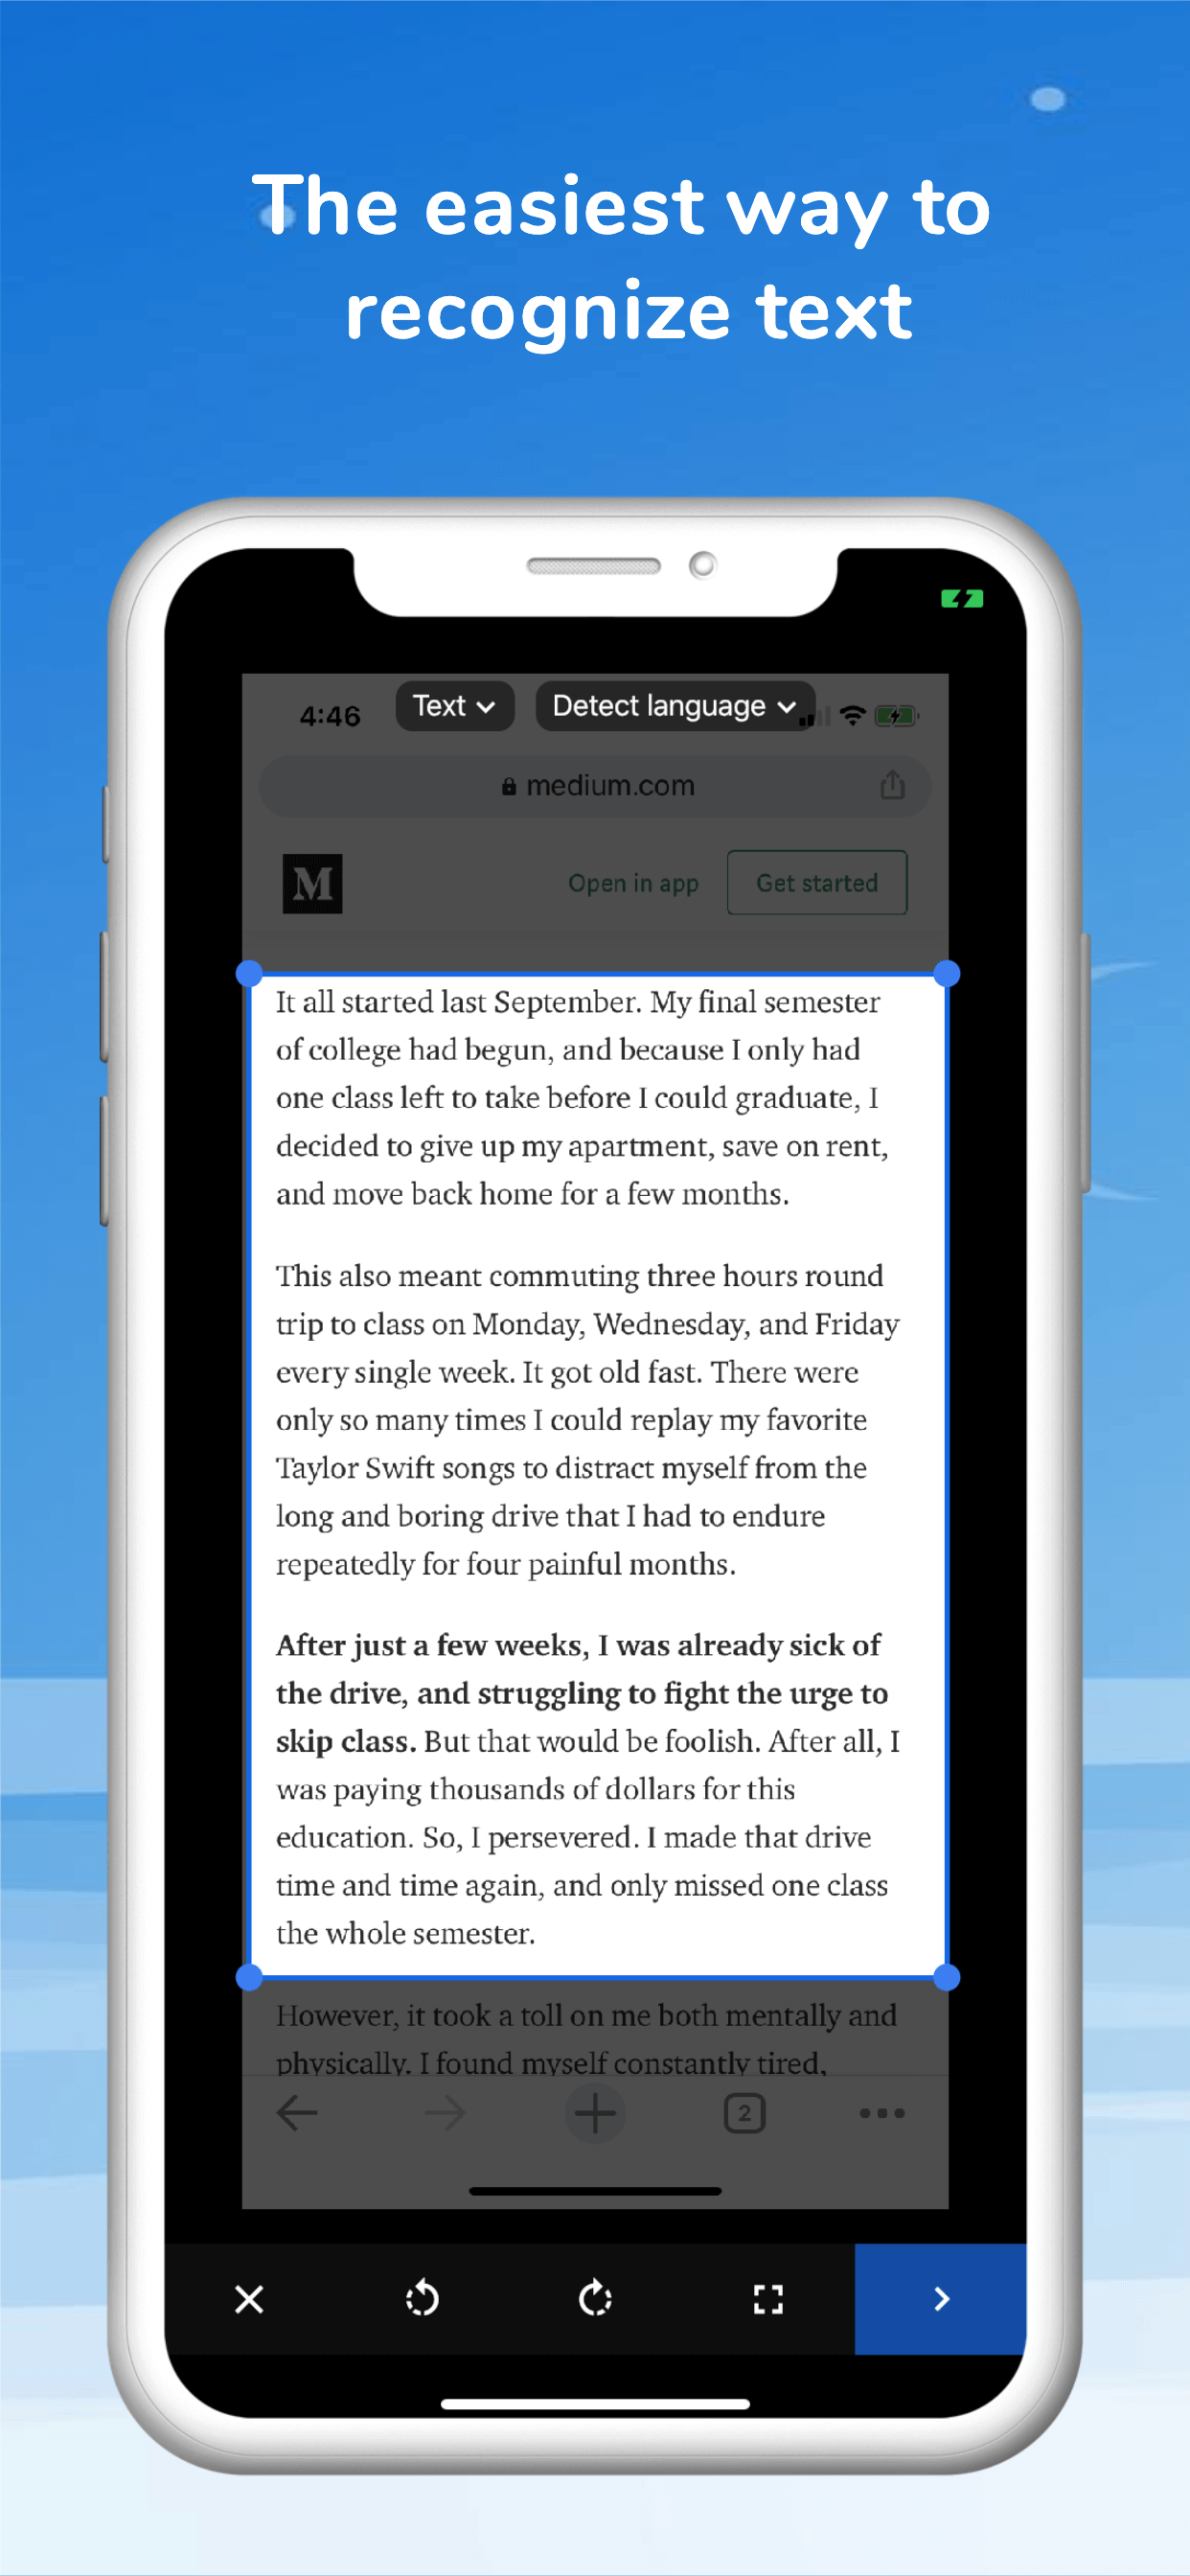 The easiest way to
recognize text
4:46
Text
Detect language
medium.com
M
Open in app
Get started
It all started last September. My final semester
of college had begun, and because I only had
one class left to take before I could graduate, I
decided to give up my apartment, save on rent,
and move back home for a few months.
This also meant commuting three hours round
trip to class on Monday, Wednesday, and Friday
every single week. It got old fast. There were
only so many times I could replay my favorite
Taylor Swift songs to distract myself from the
long and boring drive that I had to endure
repeatedly for four painful months.
After just a few weeks, I was already sick of
the drive, and struggling to fight the urge to
skip class. But that would be foolish. After all, I
was paying thousands of dollars for this
education. So, I persevered. I made that drive
time and time again, and only missed one class
the whole semester.
However, it took a toll on me both mentally and
physically. I found myself constantly tired,
2